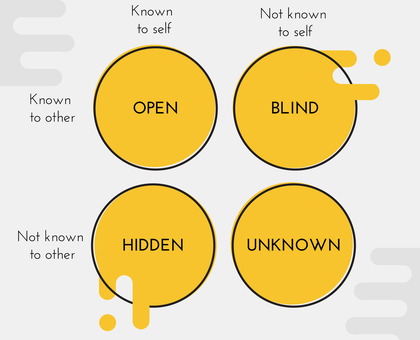 Known
to self
Not known
to self
Known
to other
OPEN
BLIND
Not known
to other
HIDDEN
UNKNOWN